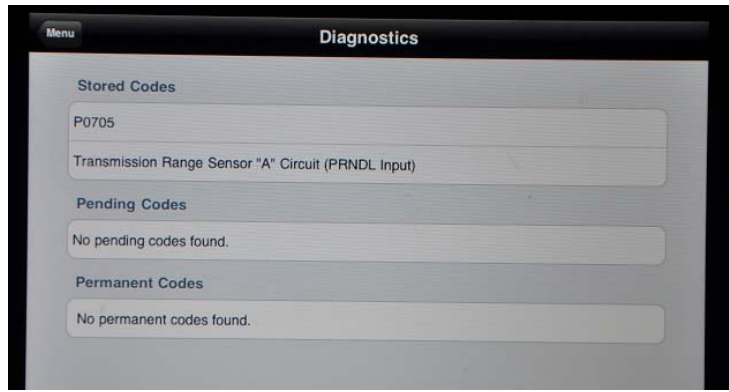 Menu
Diagnostics
Stored Codes
P0705
Transmission Range Sensor "A" Circuit (PRNDL Input)
Pending Codes
No pending codes found.
Permanent Codes
No permanent codes found.